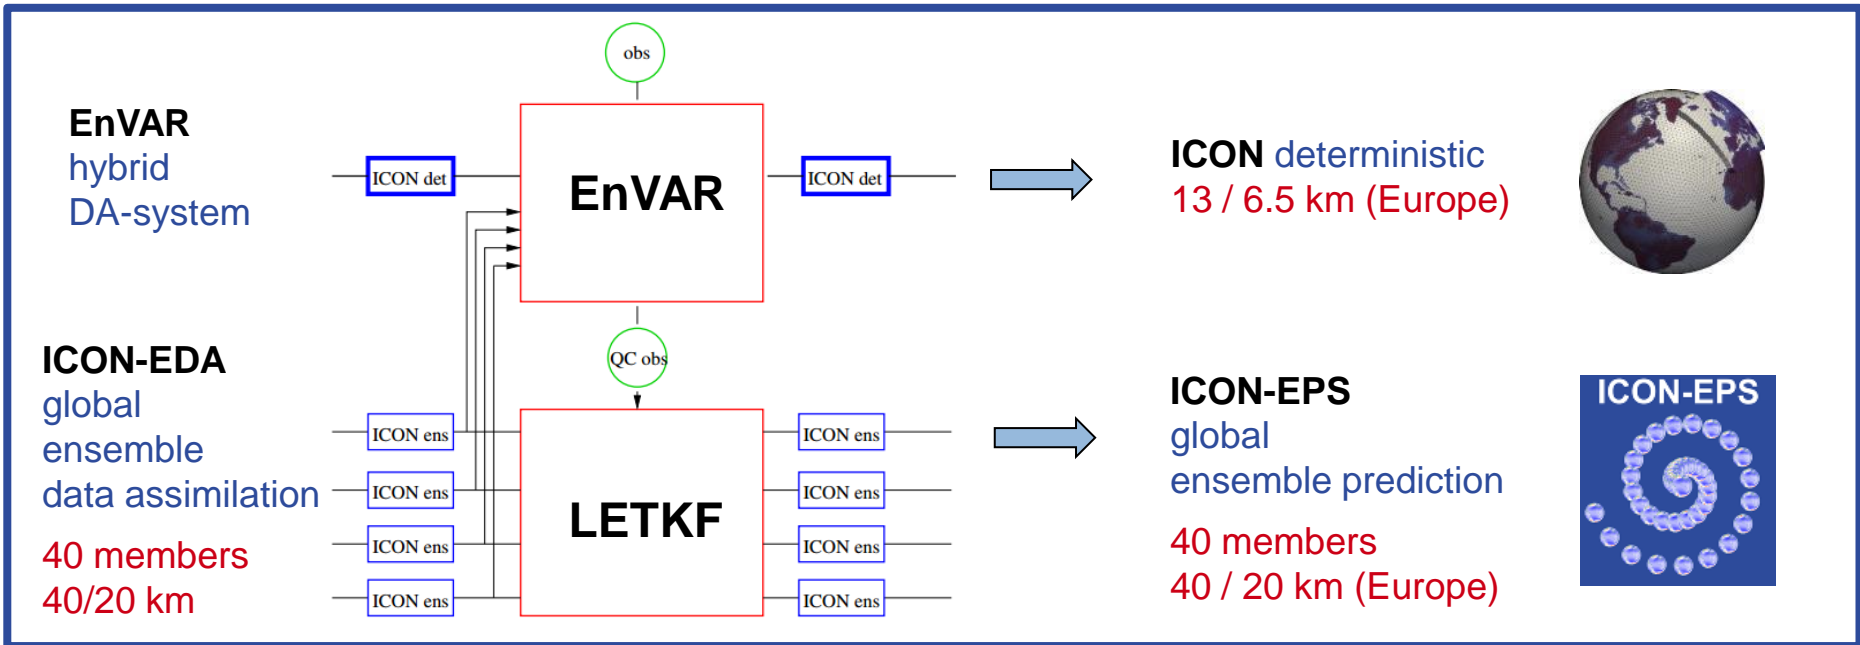 obs
EnVAR
hybrid
DA-system
ICON det
EnVAR
ICON det
ICON deterministic
13 / 6.5 km (Europe)
QC obs
ICON-EDA
global
ensemble
data assimilation
40 members
40/20 km
ICON ens
ICON ens
ICON ens
ICON ens
LETKF
ICON ens
ICON ens
ICON ens
ICON ens
ICON-EPS
global
ensemble prediction
40 members
40 / 20 km (Europe)
ICON-EPS